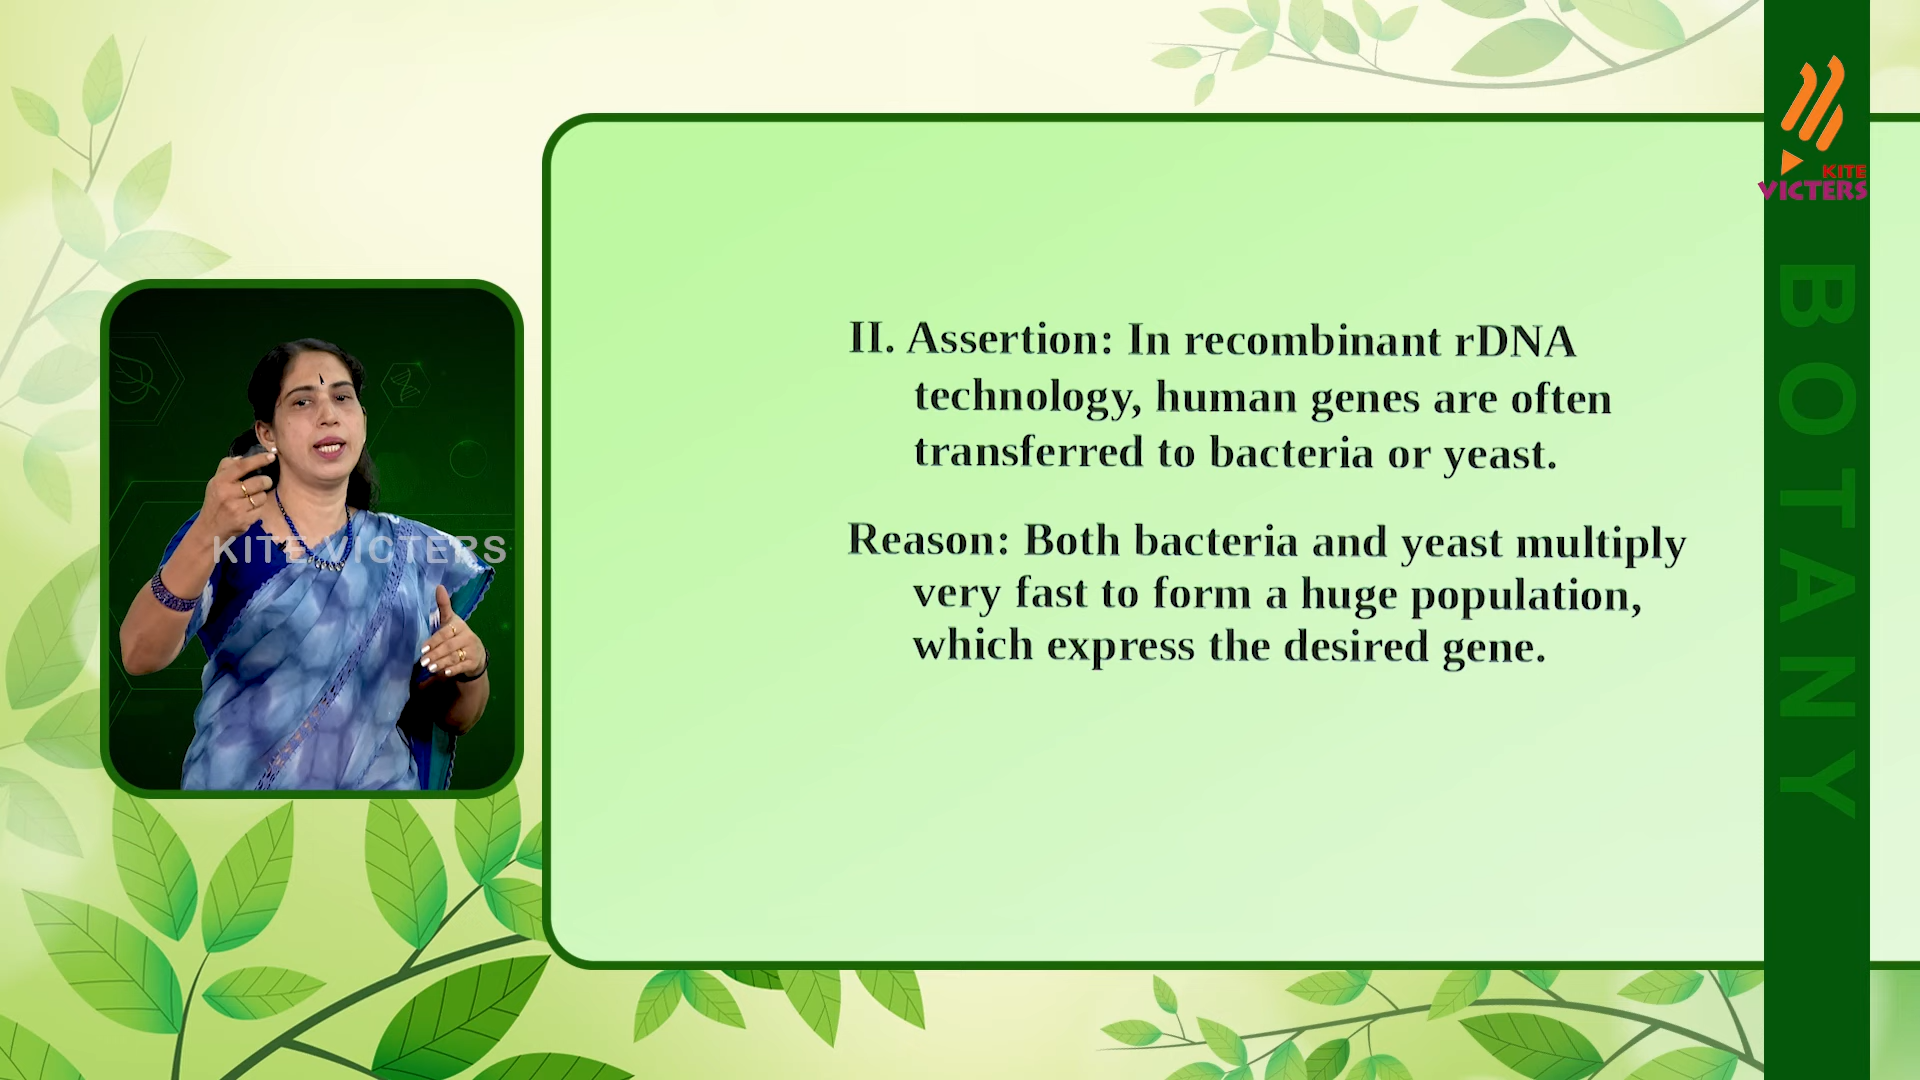 II. Assertion: In recombinant rDNA
technology, human genes are often
transferred to bacteria or yeast.
Reason: Both bacteria and yeast multiply
very fast to form a huge population,
which express the desired gene.
KITE VICTERS
KITE
VICTERS
BOTANY